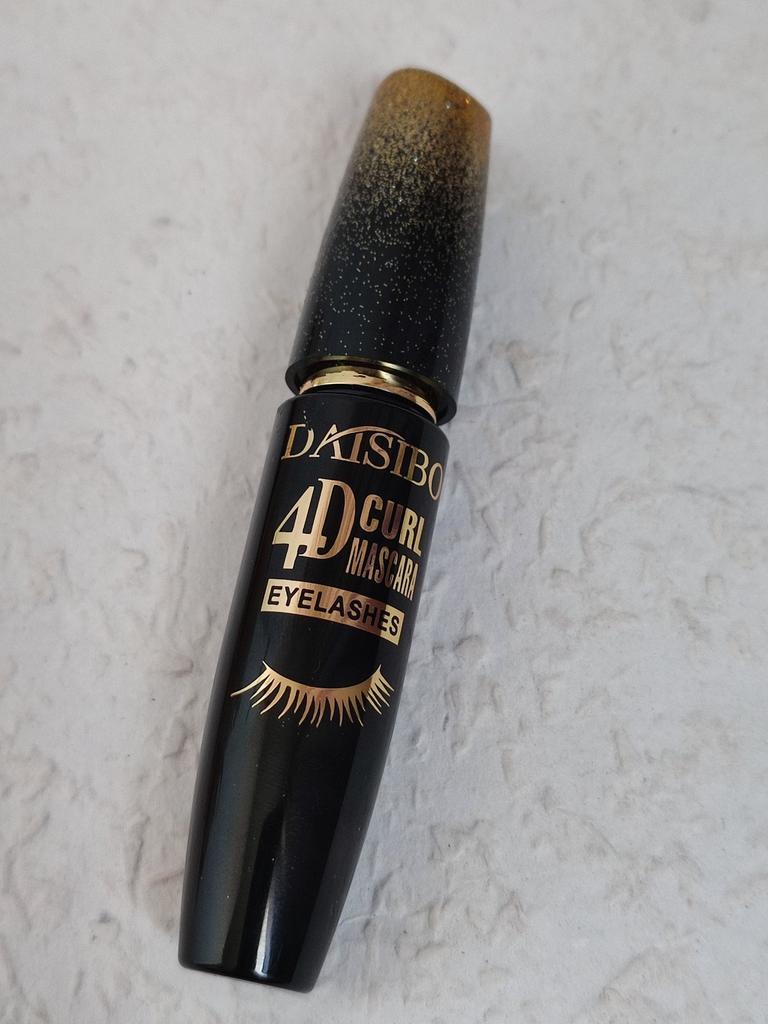 DAISIBO
4D CURL
MASCARA
EYELASHES